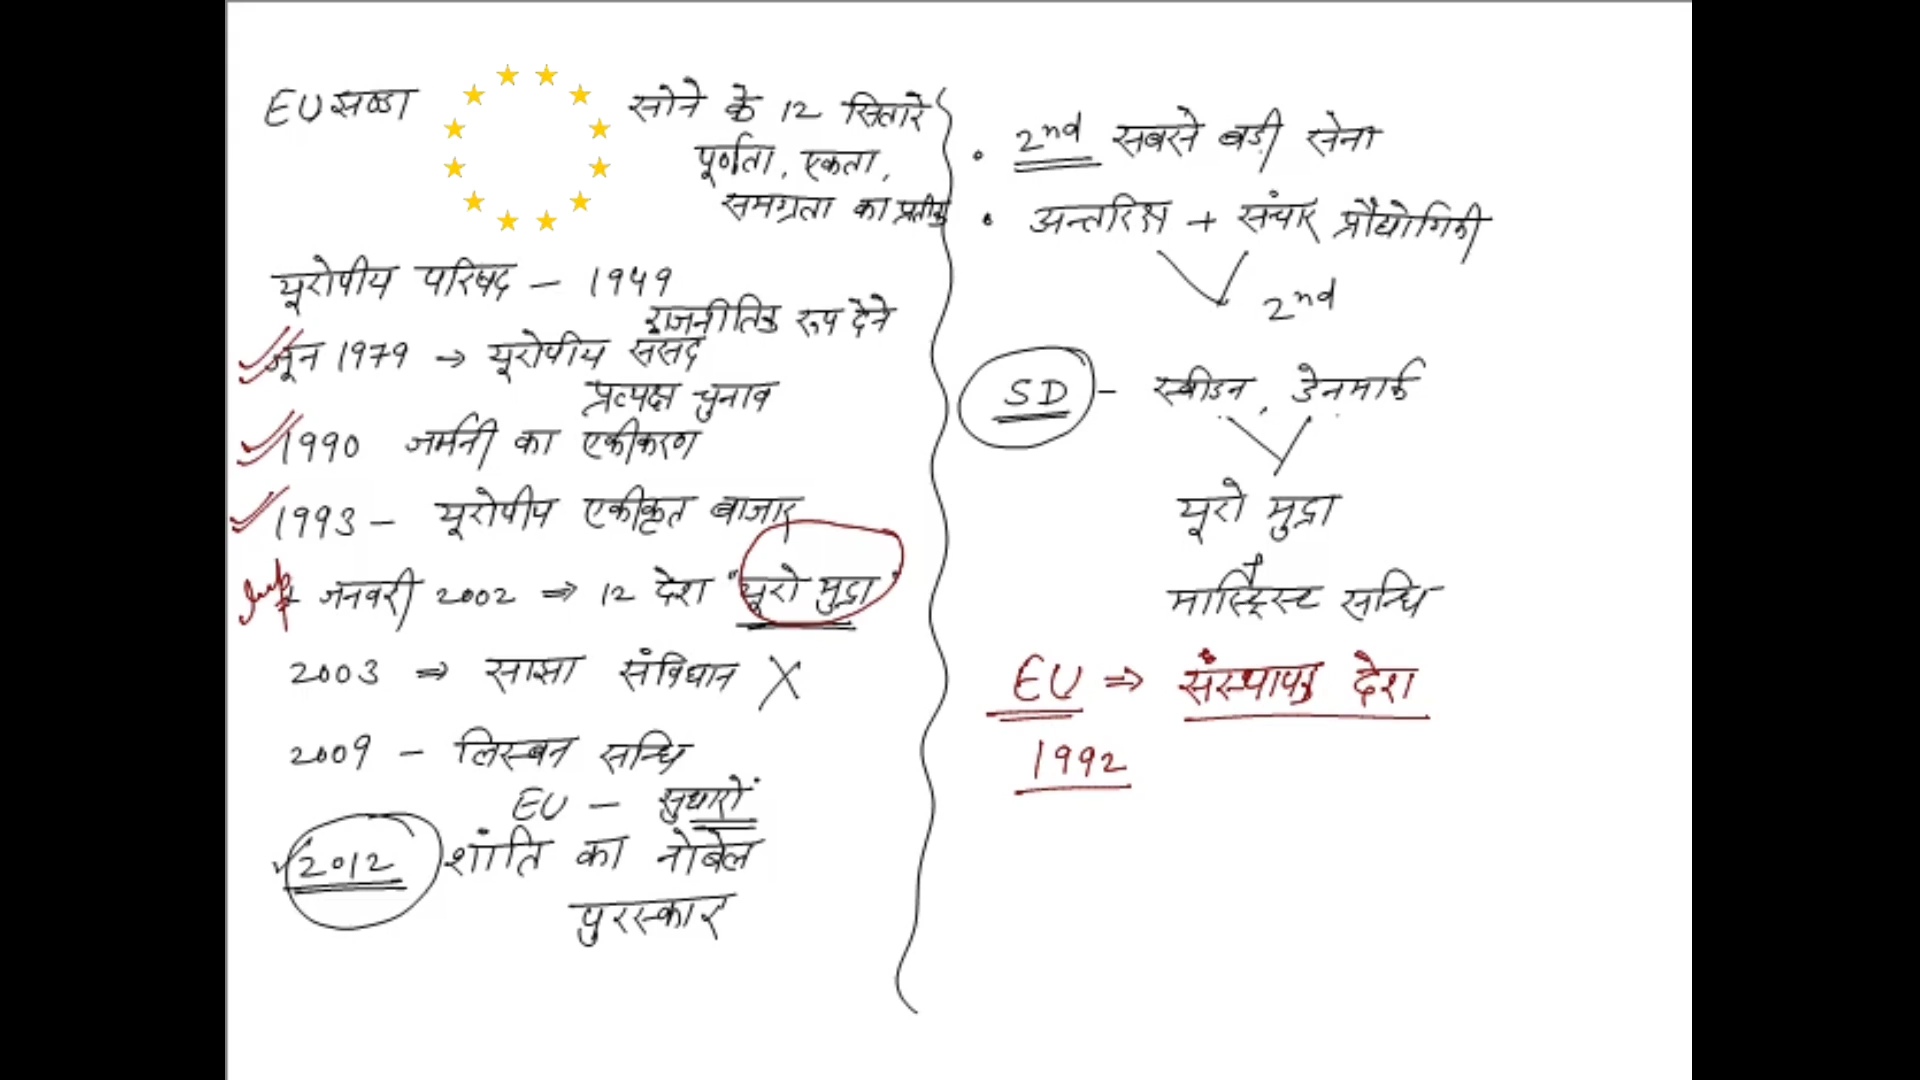 EU झण्डा
सोने के 12 सितारे
पूर्णता, एकता,
समग्रता का प्रतीक
यूरोपीय परिषद – 1949
राजनीतिक रूप देने
जून 1979 → यूरोपीय संसद
प्रत्यक्ष चुनाव
1990 जर्मनी का एकीकरण
1993 – यूरोपीय एकीकृत बाजार
Imp जनवरी 2002 ⇒ 12 देश "यूरो मुद्रा"
2003 ⇒ साझा संविधान X
2009 – लिस्बन सन्धि
EU – सुधारों
2012 शांति का नोबेल
पुरस्कार
• 2nd सबसे बड़ी सेना
• अन्तरिक्ष + संचार प्रौद्योगिकी
2nd
SD – स्वीडन, डेनमार्क
यूरो मुद्रा
+
मास्ट्रिस्ट सन्धि
EU ⇒ संस्थापक देश
1992